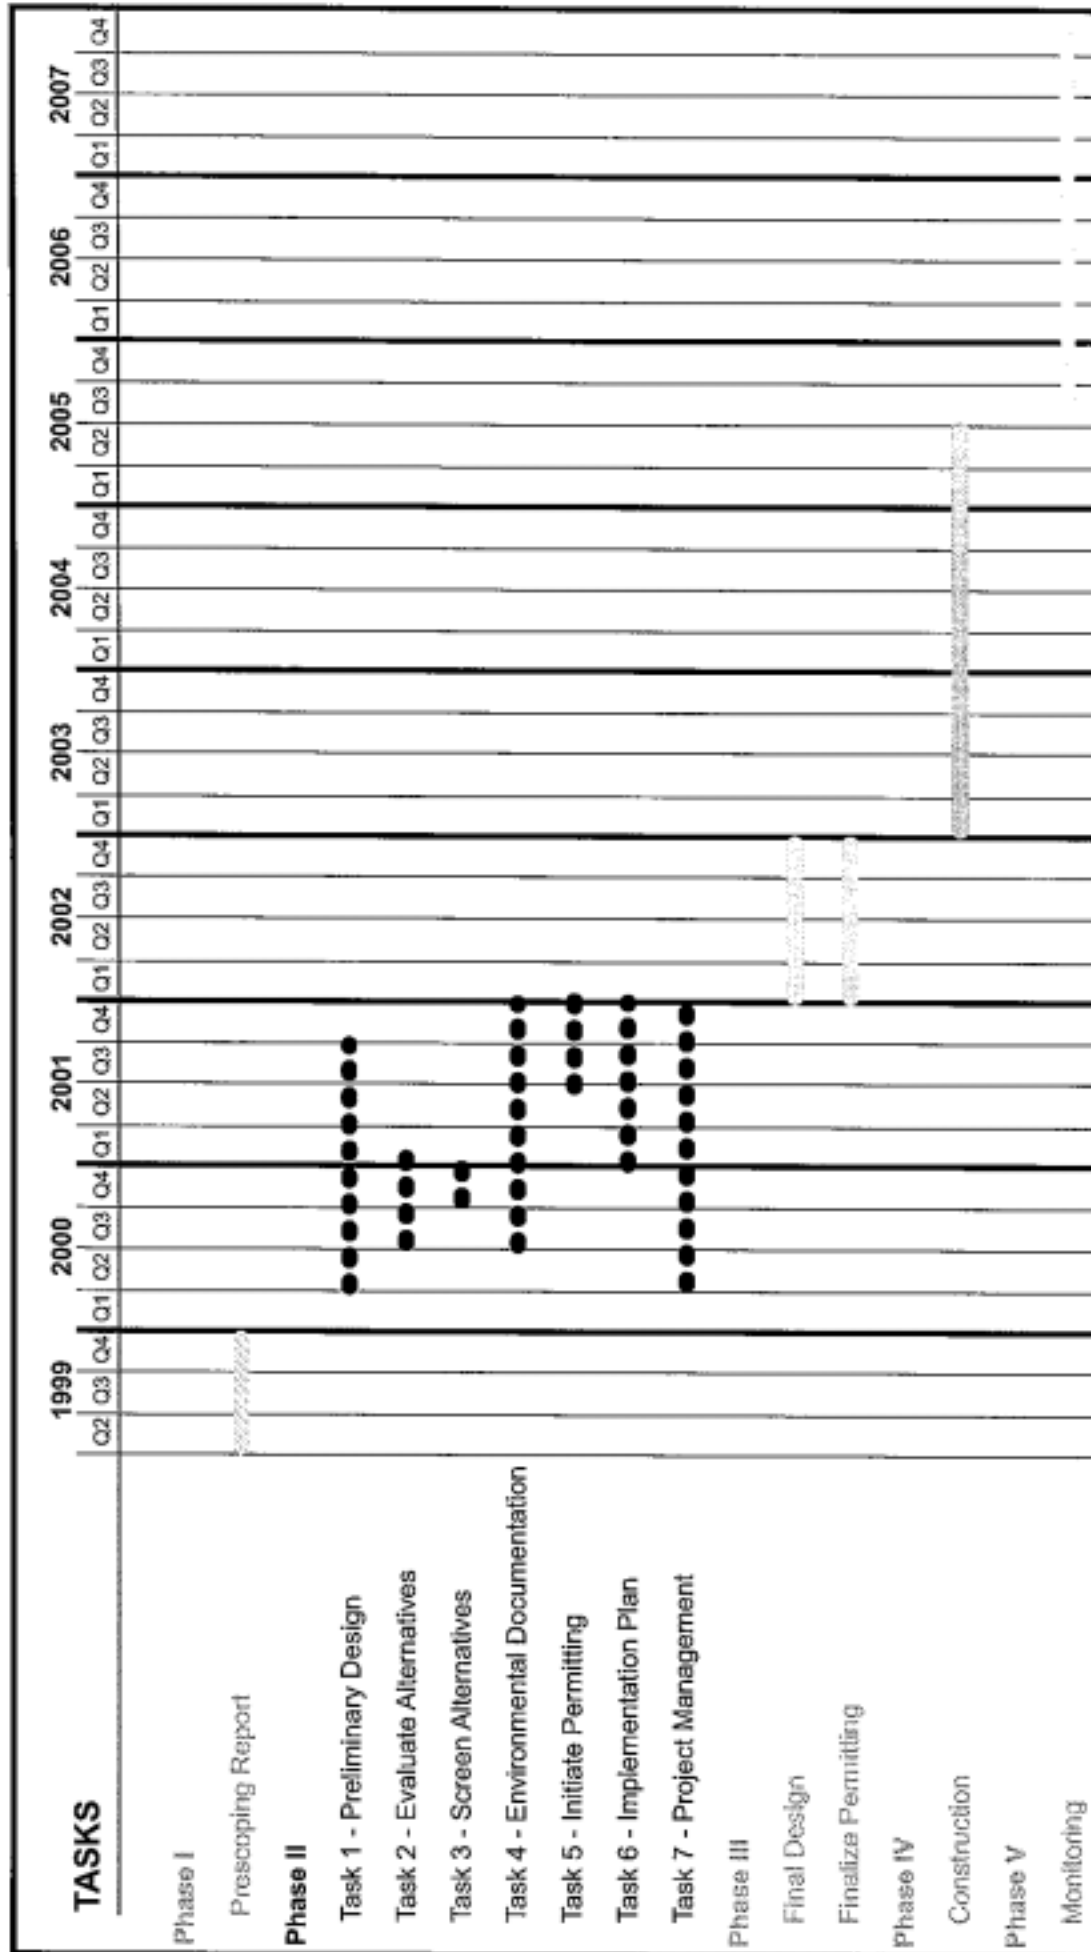 TASKS
1999 2000 2001 2002 2003 2004 2005 2006 2007
Q2 Q3 Q4 Q1 Q2 Q3 Q4 Q1 Q2 Q3 Q4 Q1 Q2 Q3 Q4 Q1 Q2 Q3 Q4 Q1 Q2 Q3 Q4 Q1 Q2 Q3 Q4 Q1 Q2 Q3 Q4 Q1 Q2 Q3 Q4
Phase I
Proscoping Report
Phase II
Task 1 - Preliminary Design
Task 2 - Evaluate Alternatives
Task 3 - Screen Alternatives
Task 4 - Environmental Documentation
Task 5 - Initiate Permitting
Task 6 - Implementation Plan
Task 7 - Project Management
Phase III
Final Design
Finalize Permitting
Phase IV
Construction
Phase V
Monitoring